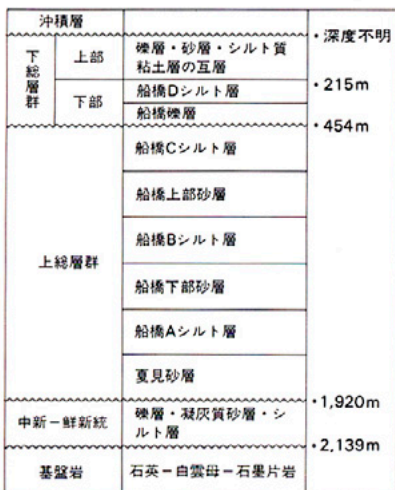 沖積層
・深度不明
下総層群
上部
礫層・砂層・シルト質
粘土層の互層
・215m
下部
船橋Dシルト層
船橋礫層
・454m
上総層群
船橋Cシルト層
船橋上部砂層
船橋Bシルト層
船橋下部砂層
船橋Aシルト層
夏見砂層
・1,920m
中新－鮮新統
礫層・凝灰質砂層・シ
ルト層
・2,139m
基盤岩
石英－白雲母－石墨片岩